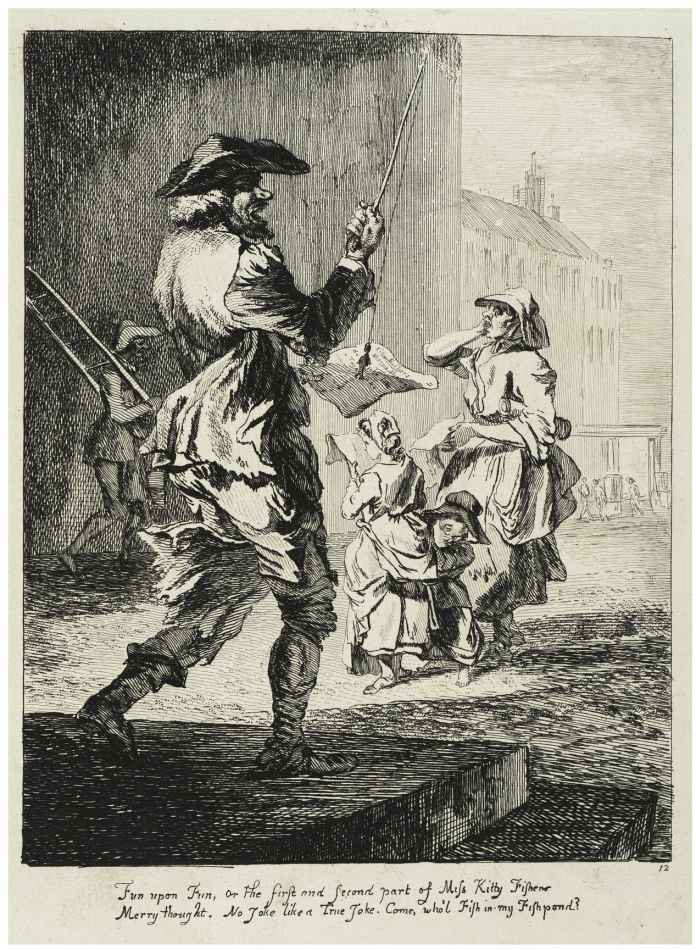 12
Fun upon Fun, or the first and second part of Miss Kitty Fishers
Merry thought. No Joke like a True Joke. Come, who'l Fish in my Fishpond?